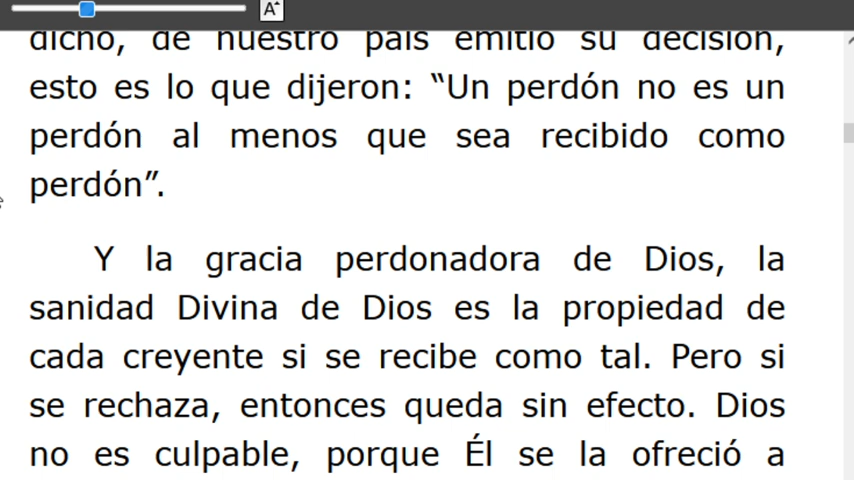 A
dicho, de nuestro país emitió su decisión,
esto es lo que dijeron: “Un perdón no es un
perdón al menos que sea recibido como
perdón”.
Y la gracia perdonadora de Dios, la
sanidad Divina de Dios es la propiedad de
cada creyente si se recibe como tal. Pero si
se rechaza, entonces queda sin efecto. Dios
no es culpable, porque Él se la ofreció a